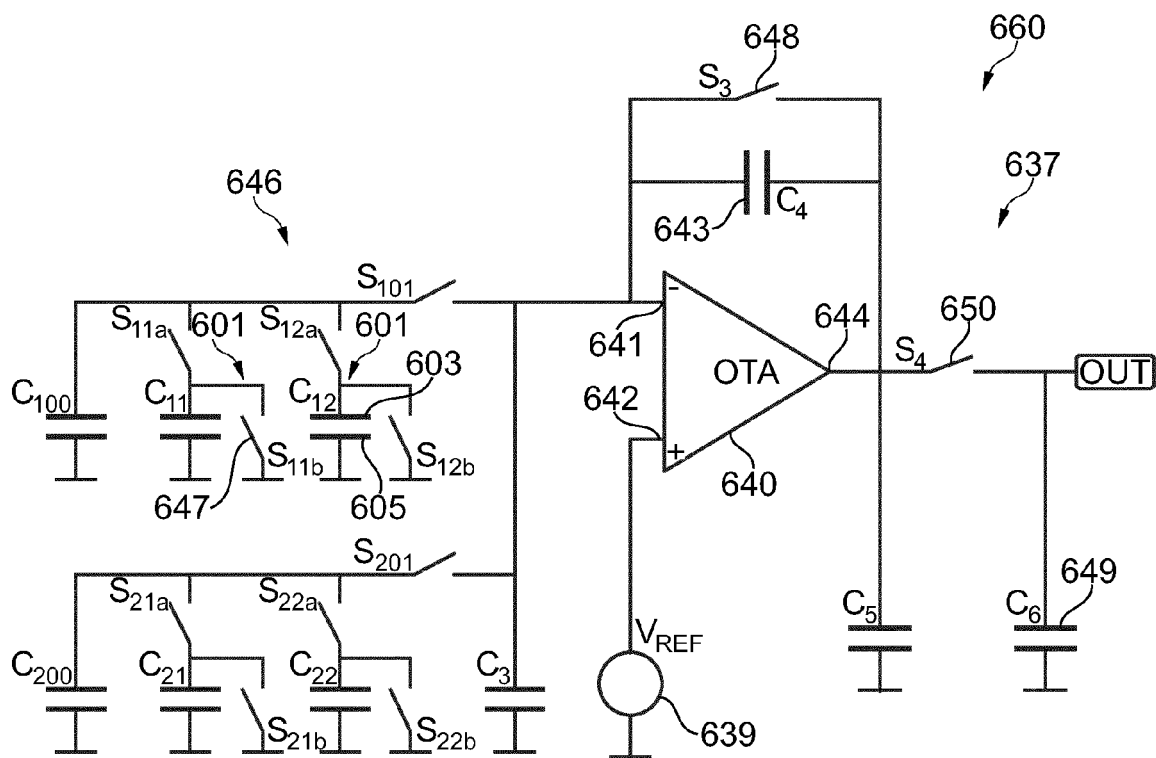 660
648
S3
637
646
643
C4
S101
S11a
601
S12a
601
603
-
641
644
650
S4
OTA
OUT
C100
C11
C12
642
+
S11b
S12b
647
605
640
S201
S21a
S22a
C200
C21
C22
C3
VREF
C5
C6
649
S21b
S22b
639